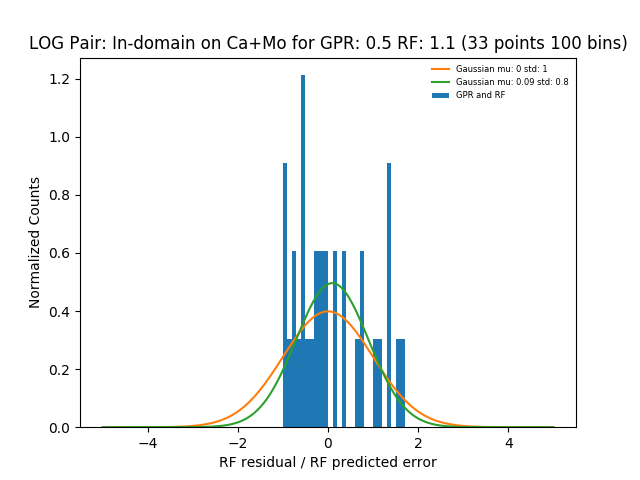 LOG Pair: In-domain on Ca+Mo for GPR: 0.5 RF: 1.1 (33 points 100 bins)
Gaussian mu: 0 std: 1
Gaussian mu: 0.09 std: 0.8
GPR and RF
Normalized Counts
1.2
1.0
0.8
0.6
0.4
0.2
0.0
−4
−2
0
2
4
RF residual / RF predicted error